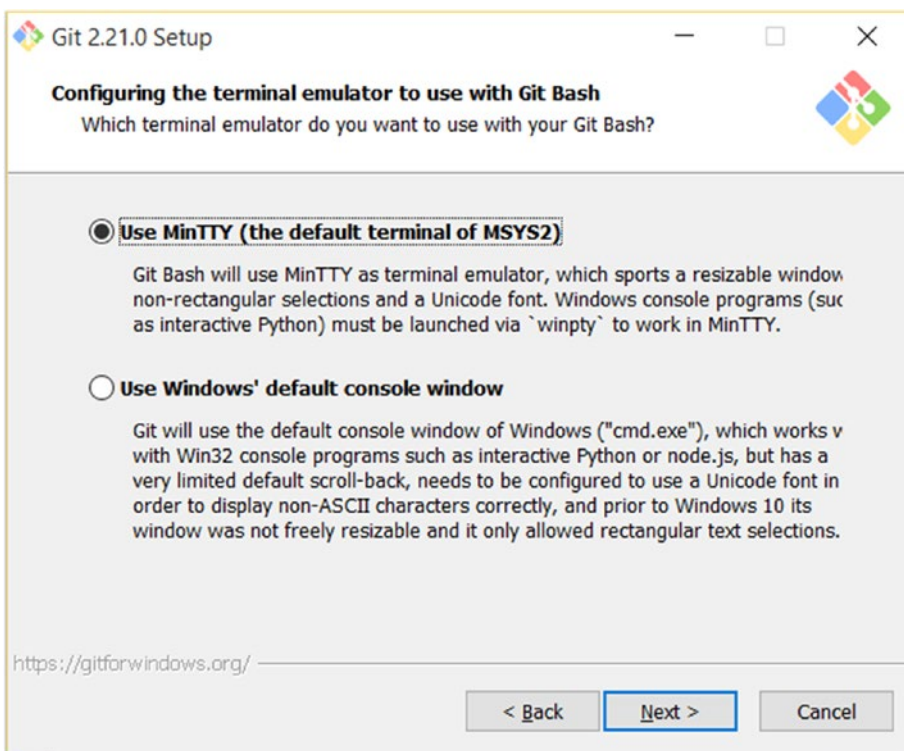 Git 2.21.0 Setup
Configuring the terminal emulator to use with Git Bash
Which terminal emulator do you want to use with your Git Bash?
Use MinTTY (the default terminal of MSYS2)
Git Bash will use MinTTY as terminal emulator, which sports a resizable window
non-rectangular selections and a Unicode font. Windows console programs (suc
as interactive Python) must be launched via `winpty` to work in MinTTY.
Use Windows' default console window
Git will use the default console window of Windows ("cmd.exe"), which works
with Win32 console programs such as interactive Python or node.js, but has a
very limited default scroll-back, needs to be configured to use a Unicode font in
order to display non-ASCII characters correctly, and prior to Windows 10 its
window was not freely resizable and it only allowed rectangular text selections.
https://gitforwindows.org/
< Back
Next >
Cancel